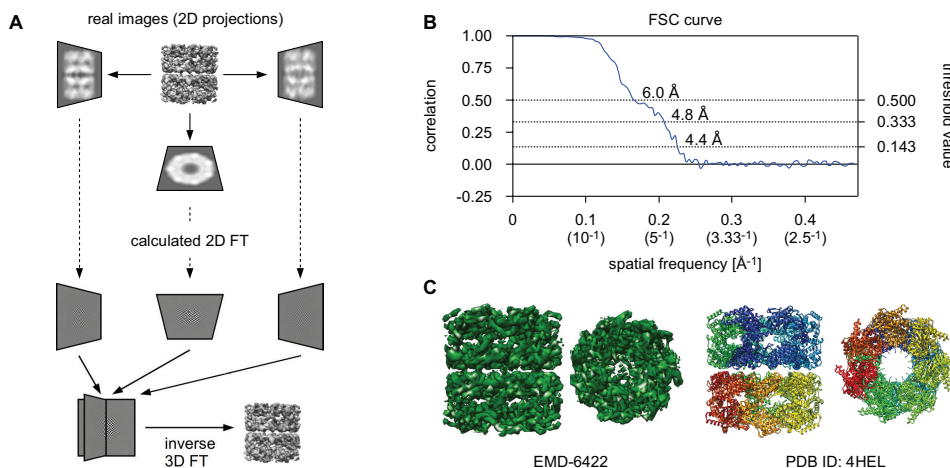 A
real images (2D projections)
calculated 2D FT
inverse
3D FT
B
FSC curve
correlation
1.00
0.75
0.50
0.25
0.00
-0.25
6.0 Å
4.8 Å
4.4 Å
0.500
0.333
0.143
threshold value
0
0.1
0.2
0.3
0.4
(10⁻¹)
(5⁻¹)
(3.33⁻¹)
(2.5⁻¹)
spatial frequency [Å⁻¹]
C
EMD-6422
PDB ID: 4HEL